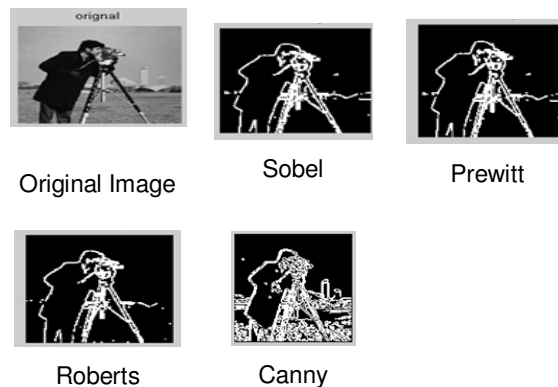 orignal
Original Image
Sobel
Prewitt
Roberts
Canny